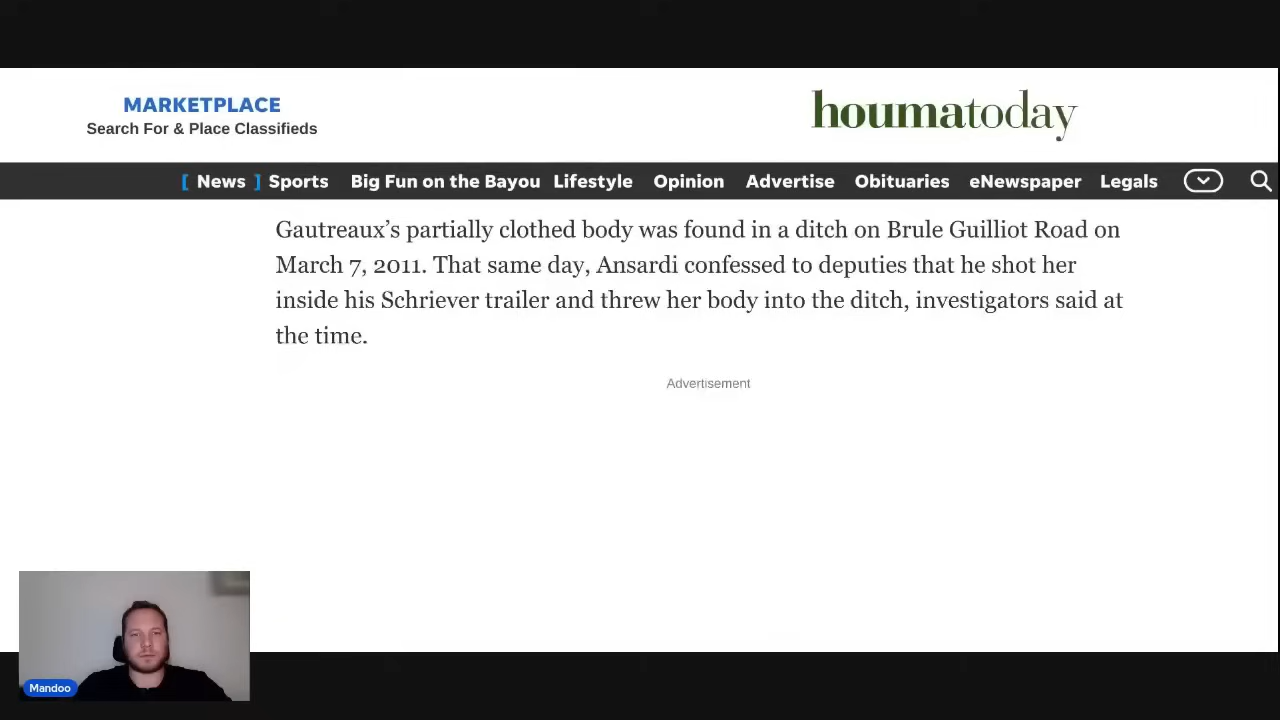 MARKETPLACE
Search For & Place Classifieds
houmatoday
[ News ] Sports Big Fun on the Bayou Lifestyle Opinion Advertise Obituaries eNewspaper Legals
Gautreaux’s partially clothed body was found in a ditch on Brule Guilliot Road on
March 7, 2011. That same day, Ansardi confessed to deputies that he shot her
inside his Schriever trailer and threw her body into the ditch, investigators said at
the time.
Advertisement
Mandoo